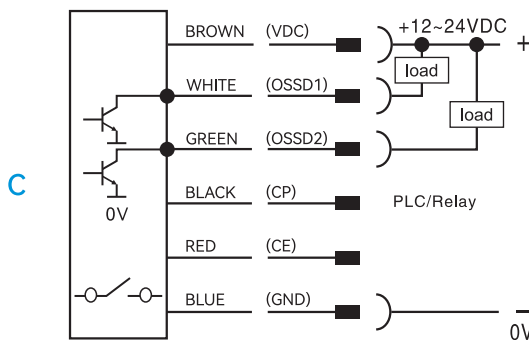 BROWN (VDC) +12~24VDC +
load
WHITE (OSSD1)
load
GREEN (OSSD2)
C
BLACK (CP) PLC/Relay
0V
RED (CE)
BLUE (GND) −
0V